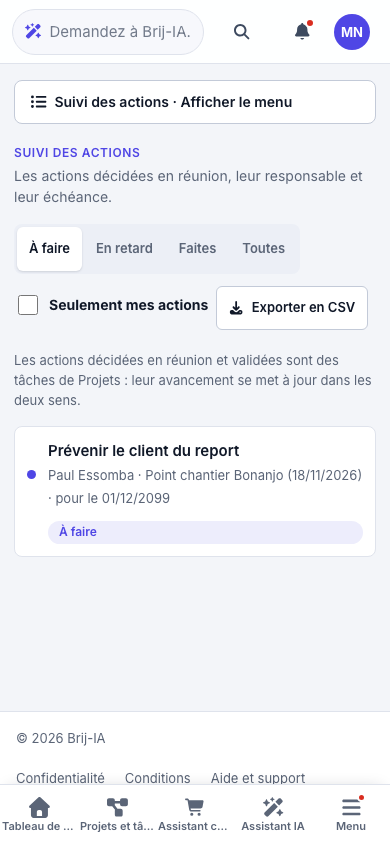 Demandez à Brij-IA.
MN
Suivi des actions · Afficher le menu
SUIVI DES ACTIONS
Les actions décidées en réunion, leur responsable et
leur échéance.
À faire
En retard
Faites
Toutes
Seulement mes actions
Exporter en CSV
Les actions décidées en réunion et validées sont des
tâches de Projets : leur avancement se met à jour dans les
deux sens.
Prévenir le client du report
Paul Essomba · Point chantier Bonanjo (18/11/2026)
· pour le 01/12/2099
À faire
© 2026 Brij-IA
Confidentialité
Conditions
Aide et support
Tableau de ...
Projets et tâ...
Assistant c...
Assistant IA
Menu